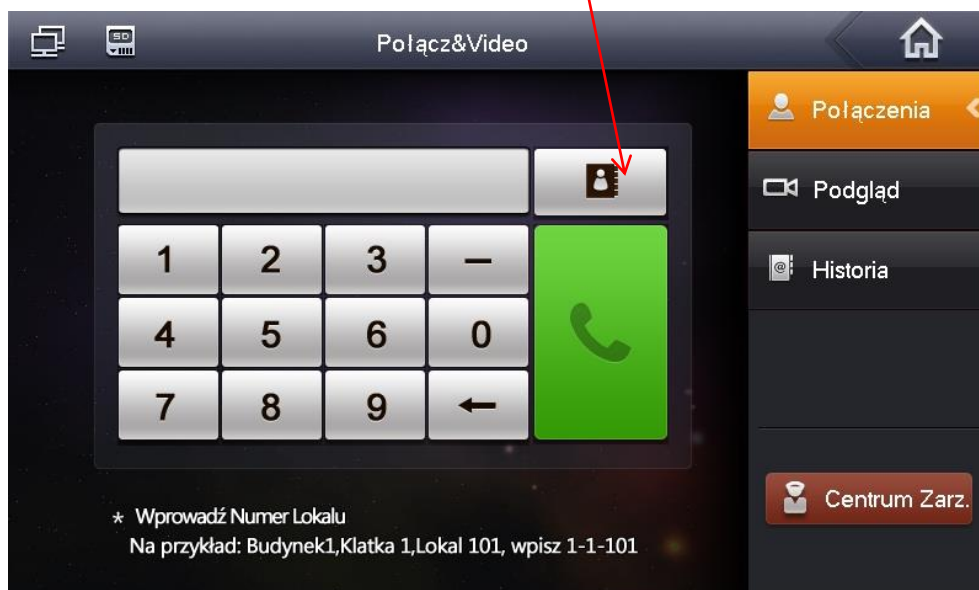 SD
Połącz&Video
Połączenia
Podgląd
Historia
1 2 3 –
4 5 6 0
7 8 9 ←
@
Centrum Zarz.
* Wprowadź Numer Lokalu
Na przykład: Budynek1,Klatka 1,Lokal 101, wpisz 1-1-101